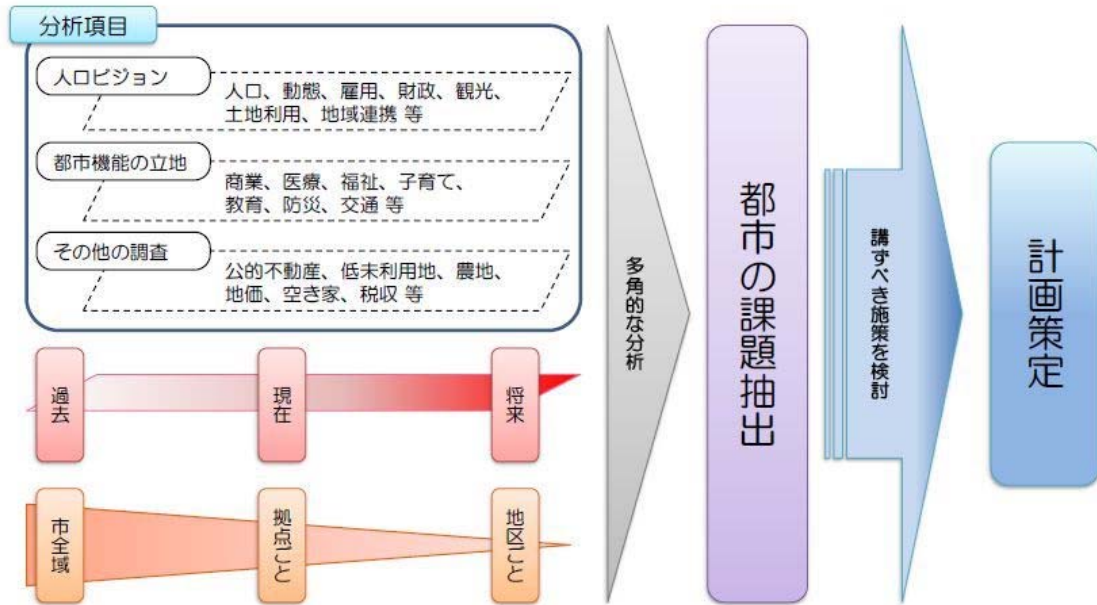 分析項目
人口ビジョン
人口、動態、雇用、財政、観光、
土地利用、地域連携 等
都市機能の立地
商業、医療、福祉、子育て、
教育、防災、交通 等
その他の調査
公的不動産、低未利用地、農地、
地価、空き家、税収 等
過去
現在
将来
市全域
拠点ごと
地区ごと
多角的な分析
都市の課題抽出
講ずべき施策を検討
計画策定